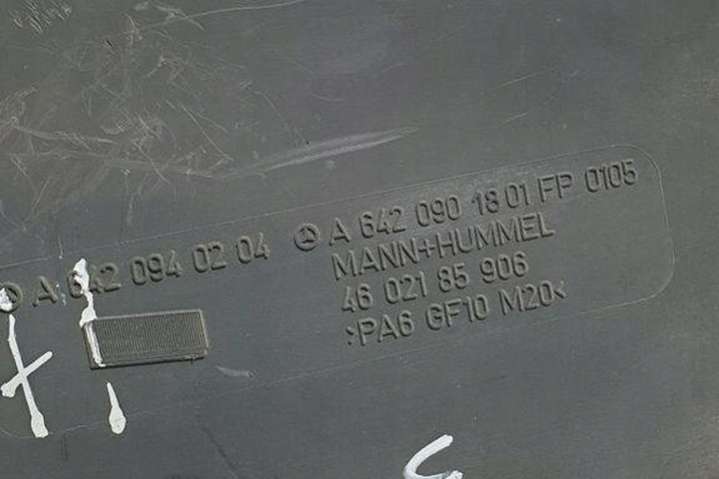 A 642 094 02 04
A 642 090 18 01 FP 0105
MANN+HUMMEL
46 021 85 906
>PA6 GF10 M20<